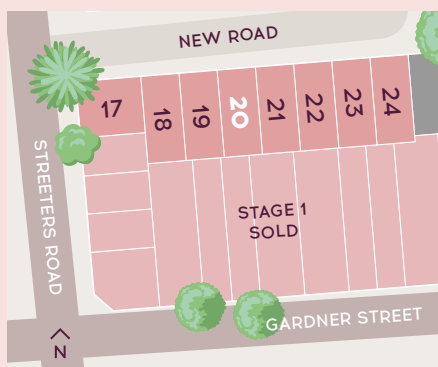 NEW ROAD
17
18
19
20
21
22
23
24
STREETERS ROAD
STAGE 1
SOLD
GARDNER STREET
N